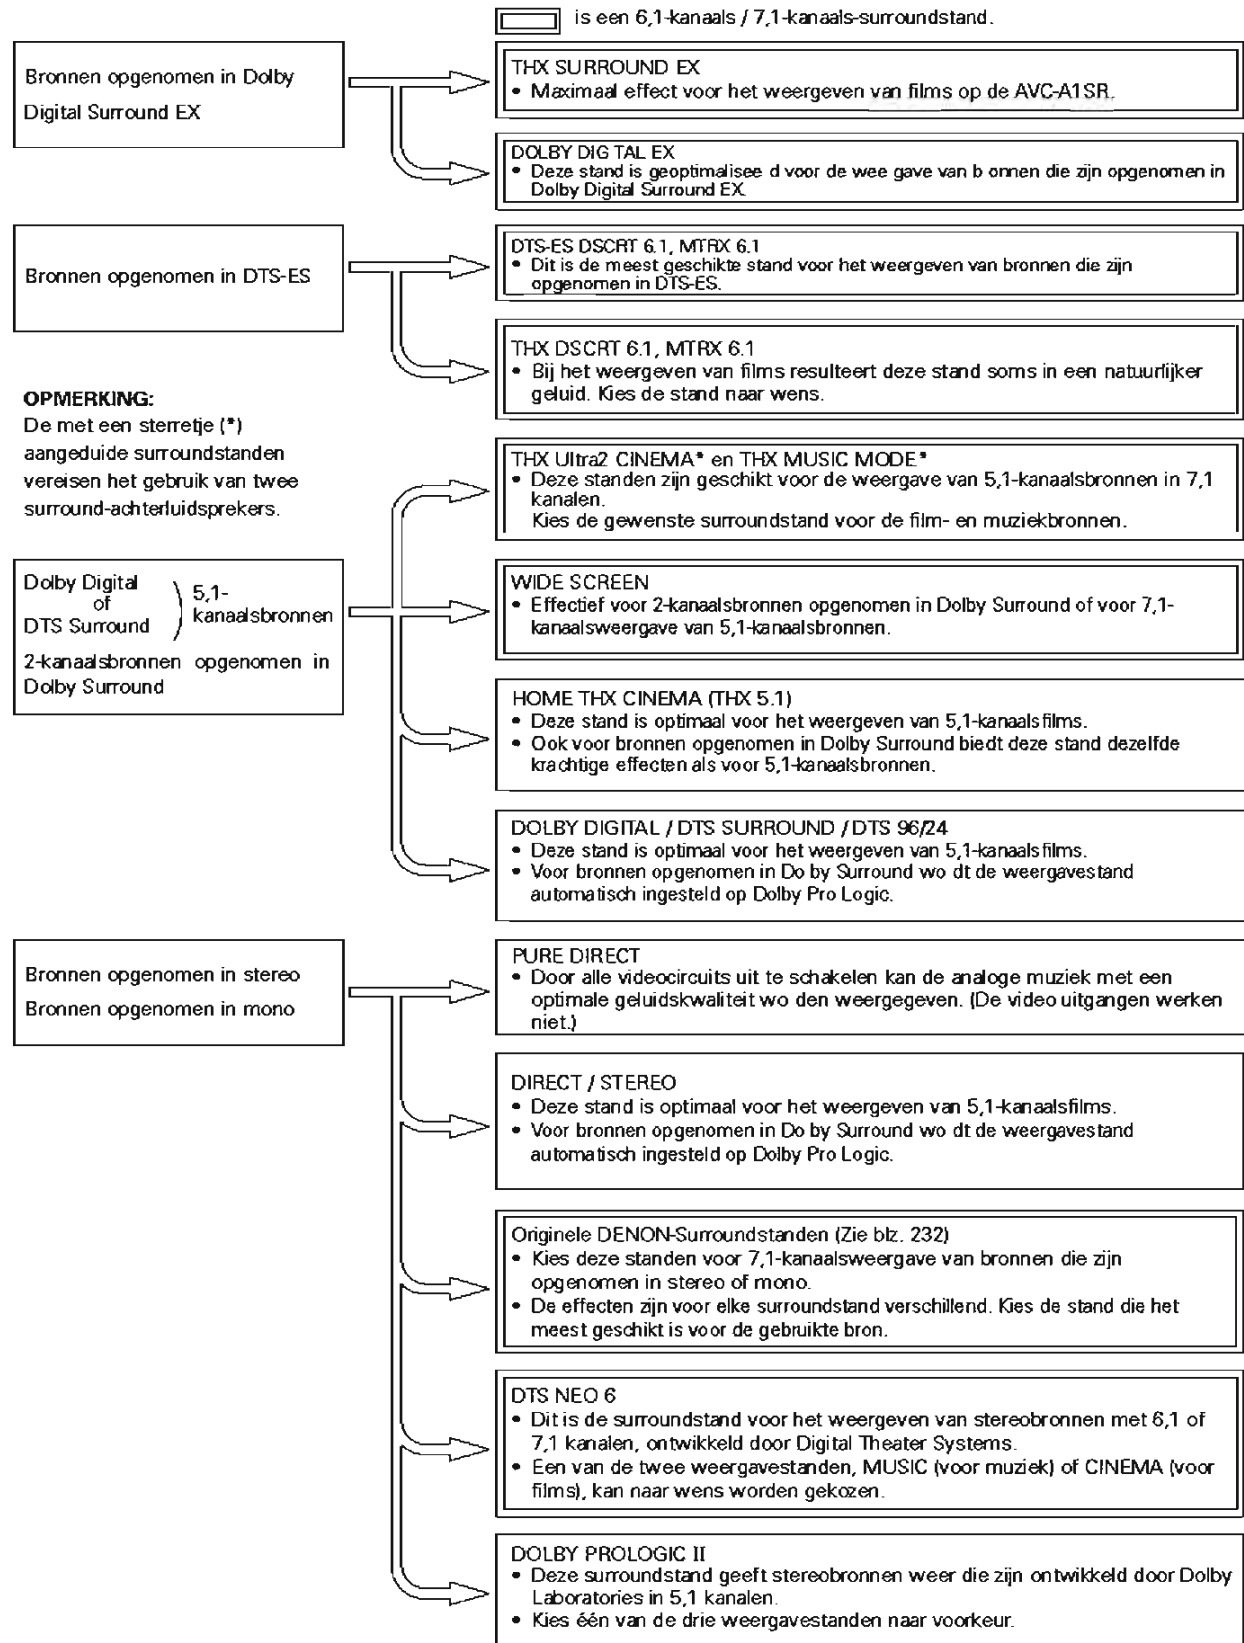 is een 6,1-kanaals / 7,1-kanaals-surroundstand.
Bronnen opgenomen in Dolby
Digital Surround EX
THX SURROUND EX
• Maximaal effect voor het weergeven van films op de AVC-A1SR.
DOLBY DIG TAL EX
• Deze stand is geoptimalisee d voor de wee gave van b onnen die zijn opgenomen in
Dolby Digital Surround EX.
Bronnen opgenomen in DTS-ES
DTS-ES DSCRT 6.1, MTRX 6.1
• Dit is de meest geschikte stand voor het weergeven van bronnen die zijn
opgenomen in DTS-ES.
THX DSCRT 6.1, MTRX 6.1
• Bij het weergeven van films resulteert deze stand soms in een natuurlijker
geluid. Kies de stand naar wens.
OPMERKING:
De met een sterretje (*)
aangeduide surroundstanden
vereisen het gebruik van twee
surround-achterluidsprekers.
THX Ultra2 CINEMA* en THX MUSIC MODE*
• Deze standen zijn geschikt voor de weergave van 5,1-kanaalsbronnen in 7,1
kanalen.
Kies de gewenste surroundstand voor de film- en muziekbronnen.
Dolby Digital
of
DTS Surround
) 5,1-
kanaalsbronnen
2-kanaalsbronnen opgenomen in
Dolby Surround
WIDE SCREEN
• Effectief voor 2-kanaalsbronnen opgenomen in Dolby Surround of voor 7,1-
kanaalsweergave van 5,1-kanaalsbronnen.
HOME THX CINEMA (THX 5.1)
• Deze stand is optimaal voor het weergeven van 5,1-kanaalsfilms.
• Ook voor bronnen opgenomen in Dolby Surround biedt deze stand dezelfde
krachtige effecten als voor 5,1-kanaalsbronnen.
DOLBY DIGITAL / DTS SURROUND / DTS 96/24
• Deze stand is optimaal voor het weergeven van 5,1-kanaalsfilms.
• Voor bronnen opgenomen in Do by Surround wo dt de weergavestand
automatisch ingesteld op Dolby Pro Logic.
Bronnen opgenomen in stereo
Bronnen opgenomen in mono
PURE DIRECT
• Door alle videocircuits uit te schakelen kan de analoge muziek met een
optimale geluidskwaliteit wo den weergegeven. (De video uitgangen werken
niet.)
DIRECT / STEREO
• Deze stand is optimaal voor het weergeven van 5,1-kanaalsfilms.
• Voor bronnen opgenomen in Do by Surround wo dt de weergavestand
automatisch ingesteld op Dolby Pro Logic.
Originele DENON-Surroundstanden (Zie blz. 232)
• Kies deze standen voor 7,1-kanaalsweergave van bronnen die zijn
opgenomen in stereo of mono.
• De effecten zijn voor elke surroundstand verschillend. Kies de stand die het
meest geschikt is voor de gebruikte bron.
DTS NEO 6
• Dit is de surroundstand voor het weergeven van stereobronnen met 6,1 of
7,1 kanalen, ontwikkeld door Digital Theater Systems.
• Een van de twee weergavestanden, MUSIC (voor muziek) of CINEMA (voor
films), kan naar wens worden gekozen.
DOLBY PROLOGIC II
• Deze surroundstand geeft stereobronnen weer die zijn ontwikkeld door Dolby
Laboratories in 5,1 kanalen.
• Kies één van de drie weergavestanden naar voorkeur.